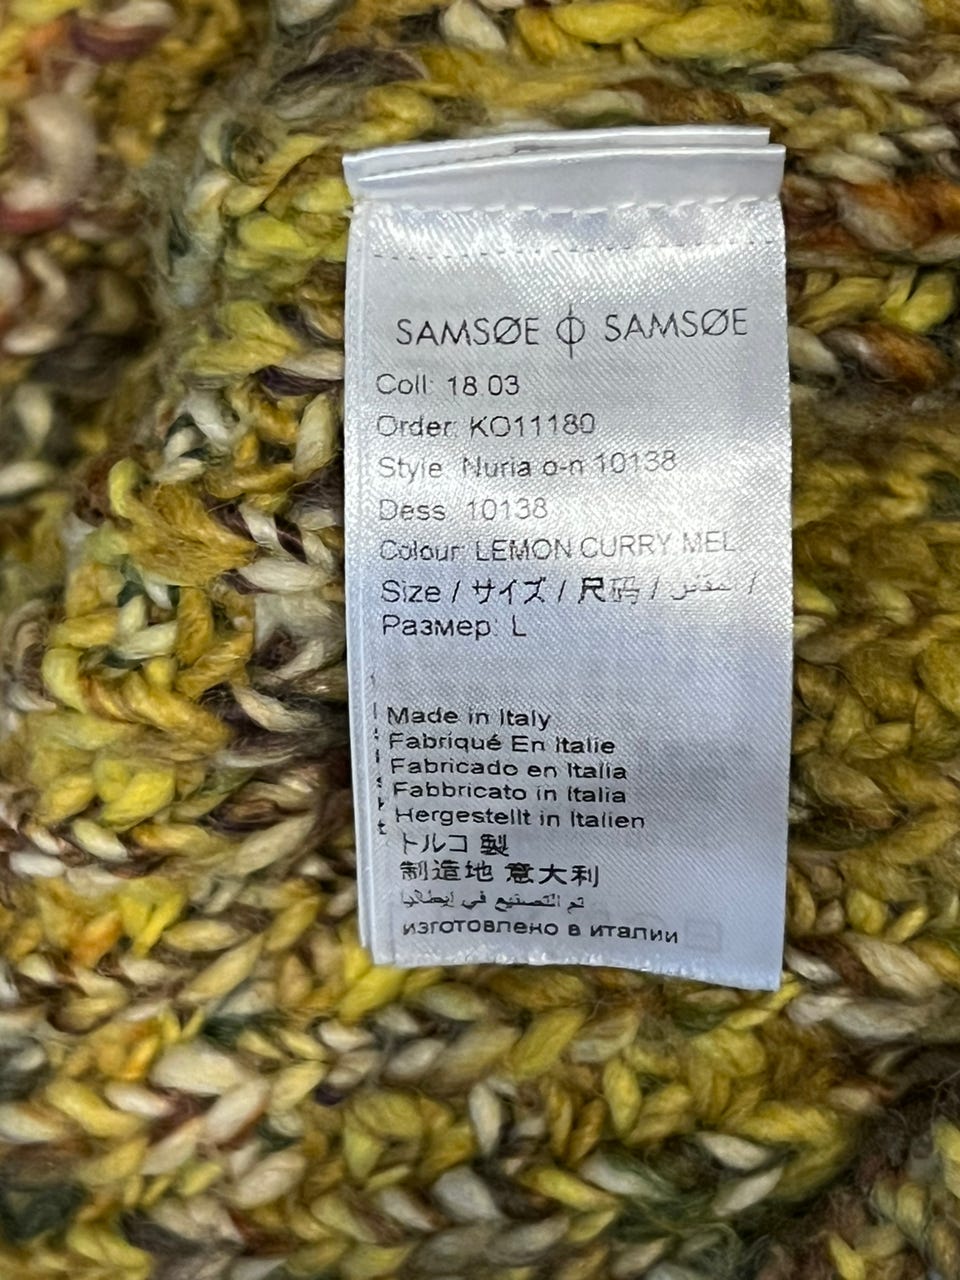 SAMSØE ϕ SAMSØE
Coll: 18 03
Order: KO11180
Style: Nuria o-n 10138
Dess. 10138
Colour: LEMON CURRY MEL.
Size / サイズ / 尺码 / مقاس /
Размер: L
Made in Italy
Fabriqué En Italie
Fabricado en Italia
Fabbricato in Italia
Hergestellt in Italien
トルコ 製
制造地 意大利
تم التصنيع في إيطاليا
изготовлено в италии